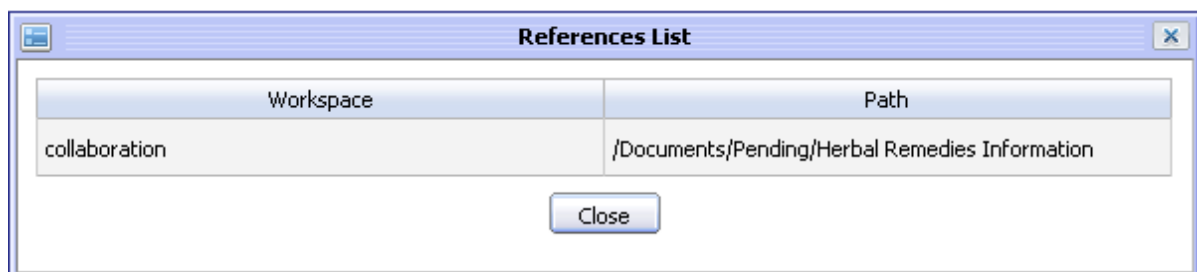 References List
Workspace Path
collaboration /Documents/Pending/Herbal Remedies Information
Close